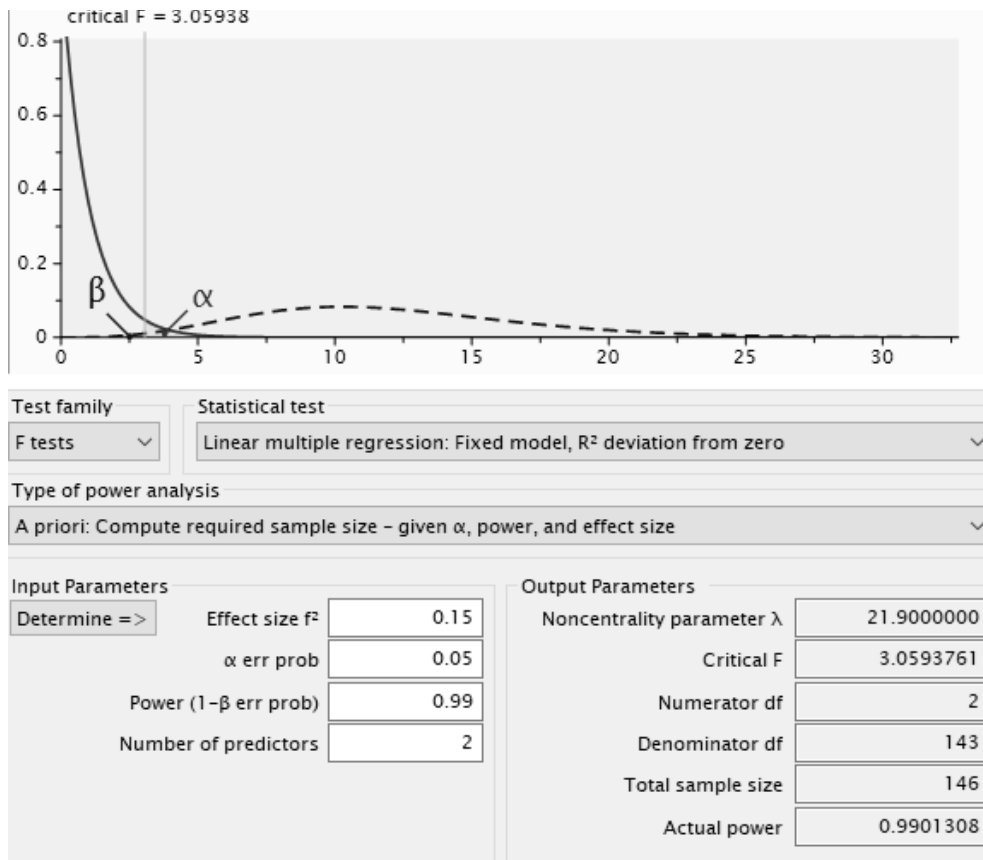 critical F = 3.05938
0.8
0.6
0.4
0.2
0
β
α
0 5 10 15 20 25 30
Test family
Statistical test
F tests
Linear multiple regression: Fixed model, R² deviation from zero
Type of power analysis
A priori: Compute required sample size – given α, power, and effect size
Input Parameters
Output Parameters
Determine =>
Effect size f² 0.15
Noncentrality parameter λ 21.9000000
α err prob 0.05
Critical F 3.0593761
Power (1–β err prob) 0.99
Numerator df 2
Number of predictors 2
Denominator df 143
Total sample size 146
Actual power 0.9901308